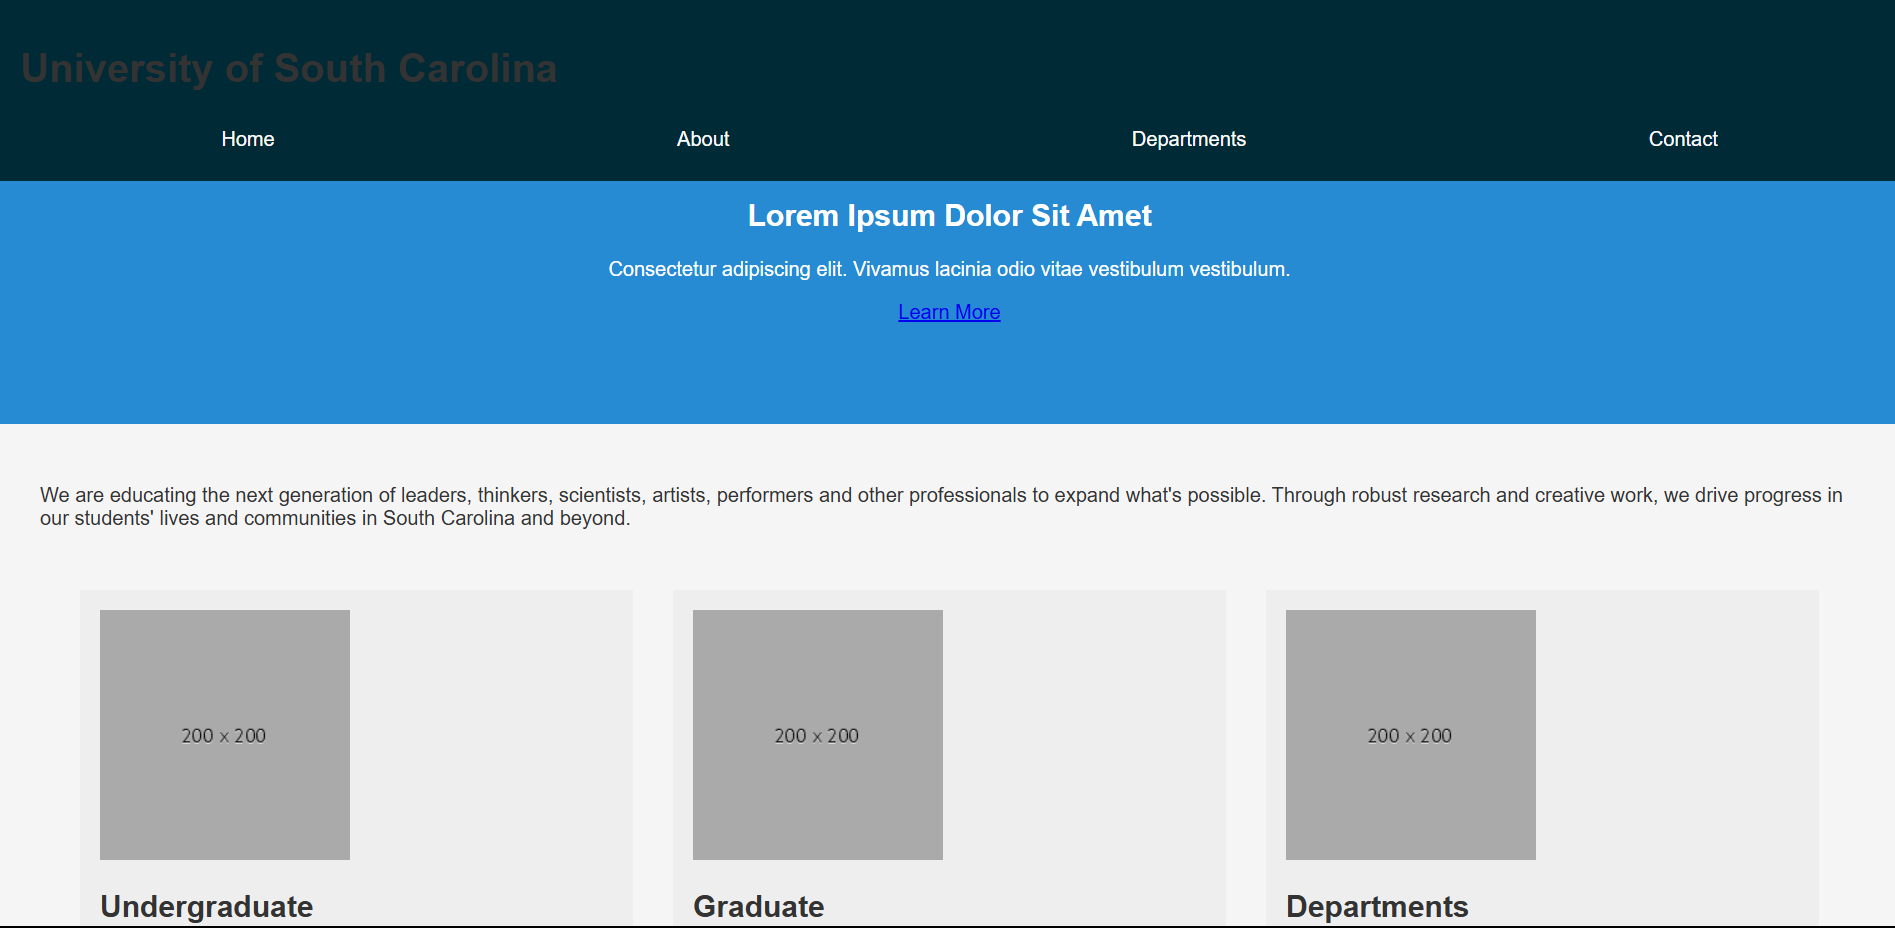 University of South Carolina
Home About Departments Contact
Lorem Ipsum Dolor Sit Amet
Consectetur adipiscing elit. Vivamus lacinia odio vitae vestibulum vestibulum.
Learn More
We are educating the next generation of leaders, thinkers, scientists, artists, performers and other professionals to expand what's possible. Through robust research and creative work, we drive progress in
our students' lives and communities in South Carolina and beyond.
200 x 200
Undergraduate
200 x 200
Graduate
200 x 200
Departments